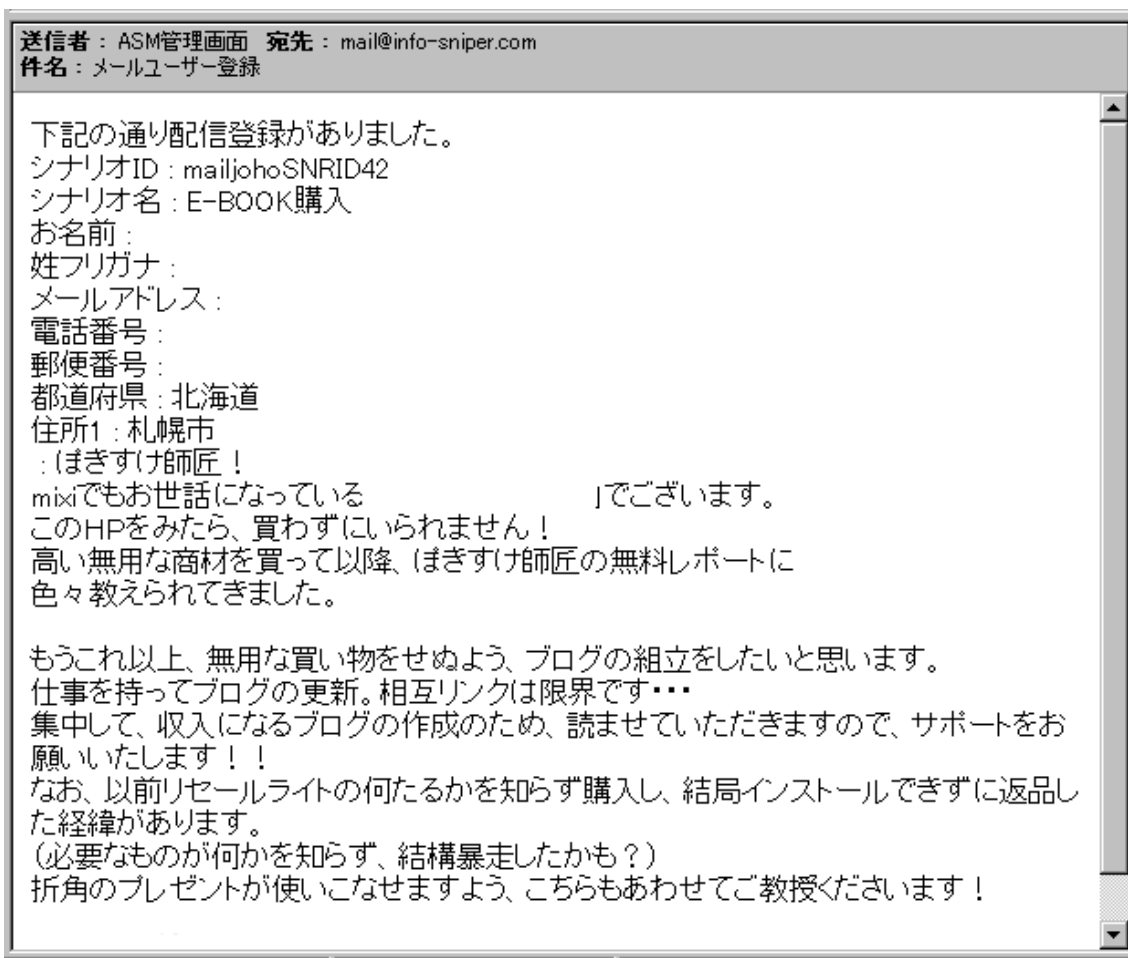 送信者： ASM管理画面 宛先： mail@info-sniper.com
件名： メールユーザー登録
下記の通り配信登録がありました。
シナリオID : mailjohoSNRID42
シナリオ名 : E-BOOK購入
お名前 :
姓フリガナ :
メールアドレス :
電話番号 :
郵便番号 :
都道府県 : 北海道
住所1 : 札幌市
: ぽきすけ師匠！
mixiでもお世話になっている 」でございます。
このHPをみたら、買わずにいられません！
高い無用な商材を買って以降、ぽきすけ師匠の無料レポートに
色々教えられてきました。
もうこれ以上、無用な買い物をせぬよう、ブログの組立をしたいと思います。
仕事を持ってブログの更新。相互リンクは限界です・・・
集中して、収入になるブログの作成のため、読ませていただきますので、サポートをお
願いいたします！！
なお、以前リセールライトの何たるかを知らず購入し、結局インストールできずに返品し
た経緯があります。
（必要なものが何かを知らず、結構暴走したかも？）
折角のプレゼントが使いこなせますよう、こちらもあわせてご教授くださいます！